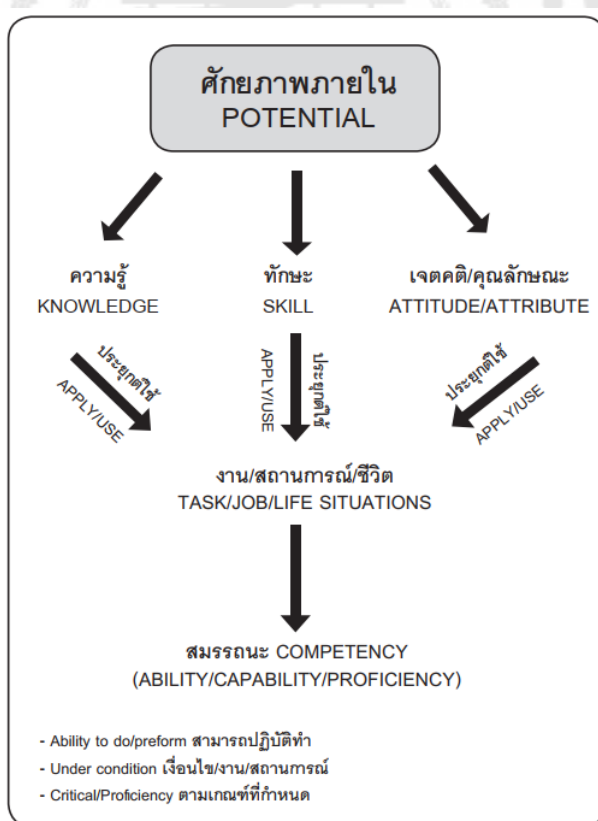 ศักยภาพภายใน
POTENTIAL
ความรู้
KNOWLEDGE
ทักษะ
SKILL
เจตคติ/คุณลักษณะ
ATTITUDE/ATTRIBUTE
ประยุกต์ใช้
APPLY/USE
APPLY/USE
ประยุกต์ใช้
ประยุกต์ใช้
APPLY/USE
งาน/สถานการณ์/ชีวิต
TASK/JOB/LIFE SITUATIONS
สมรรถนะ COMPETENCY
(ABILITY/CAPABILITY/PROFICIENCY)
- Ability to do/preform สามารถปฏิบัติทำ
- Under condition เงื่อนไข/งาน/สถานการณ์
- Critical/Proficiency ตามเกณฑ์ที่กำหนด